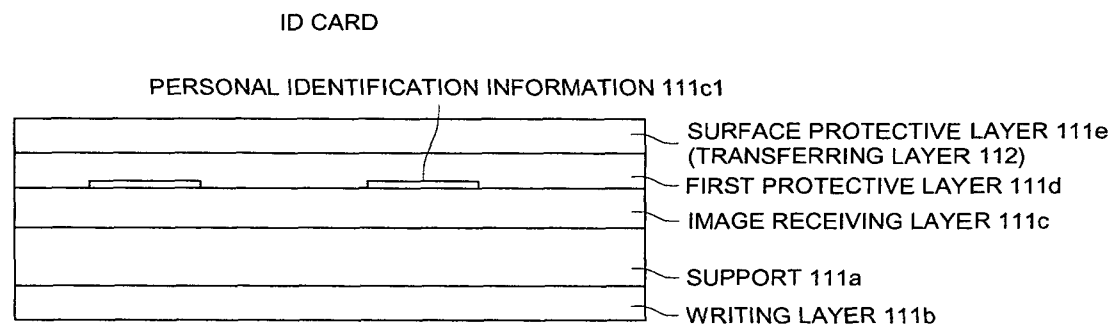 ID CARD
PERSONAL IDENTIFICATION INFORMATION 111c1
SURFACE PROTECTIVE LAYER 111e
(TRANSFERRING LAYER 112)
FIRST PROTECTIVE LAYER 111d
IMAGE RECEIVING LAYER 111c
SUPPORT 111a
WRITING LAYER 111b